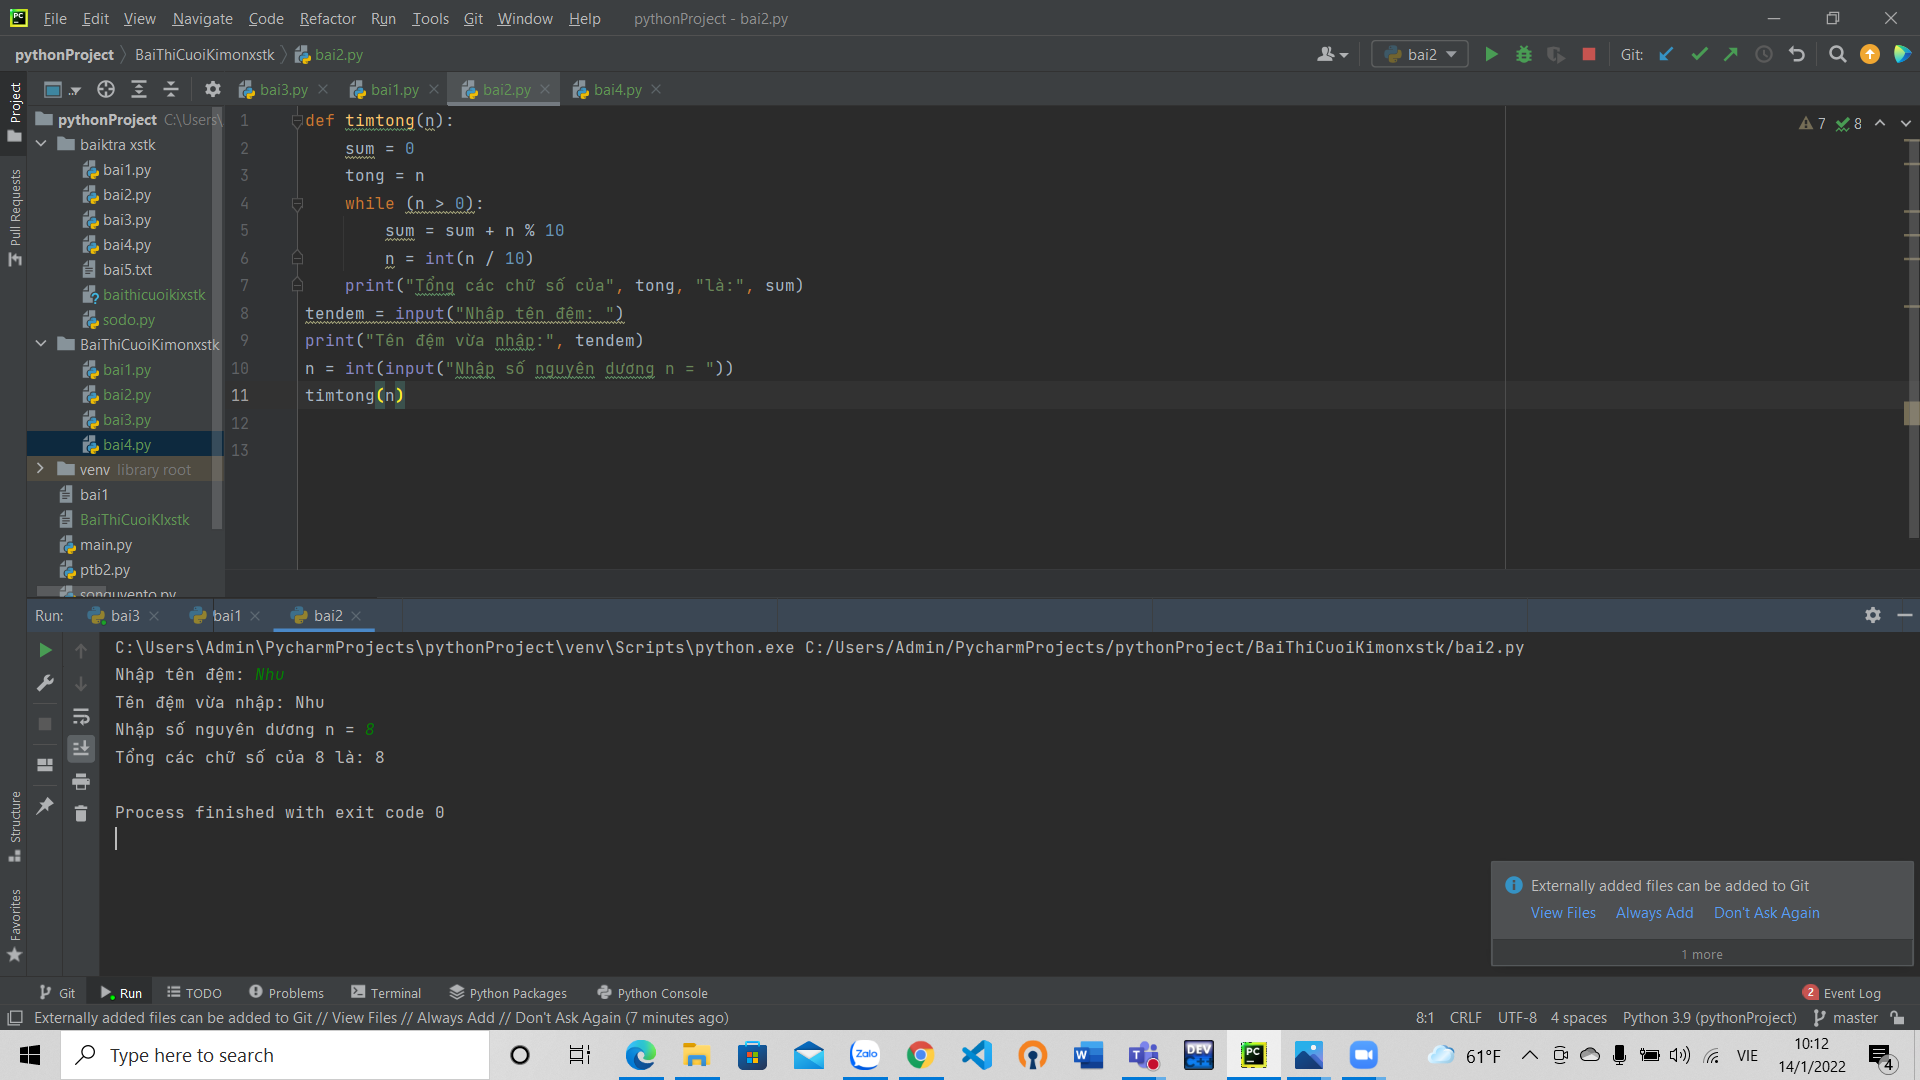 File Edit View Navigate Code Refactor Run Tools Git Window Help pythonProject - bai2.py
pythonProject BaiThiCuoiKimonxstk bai2.py bai2 Git:
Project
Pull Requests
Structure
Favorites
bai3.py bai1.py bai2.py bai4.py
pythonProject C:\Users\
baiktra xstk
bai1.py
bai2.py
bai3.py
bai4.py
bai5.txt
baithicuoikixstk
sodo.py
BaiThiCuoiKimonxstk
bai1.py
bai2.py
bai3.py
bai4.py
venv library root
bai1
BaiThiCuoiKIxstk
main.py
ptb2.py
songuyento.py
7 8
1 def timtong(n):
2 sum = 0
3 tong = n
4 while (n > 0):
5 sum = sum + n % 10
6 n = int(n / 10)
7 print("Tổng các chữ số của", tong, "là:", sum)
8 tendem = input("Nhập tên đệm: ")
9 print("Tên đệm vừa nhập:", tendem)
10 n = int(input("Nhập số nguyên dương n = "))
11 timtong(n)
12
13
Run: bai3 bai1 bai2
C:\Users\Admin\PycharmProjects\pythonProject\venv\Scripts\python.exe C:/Users/Admin/PycharmProjects/pythonProject/BaiThiCuoiKimonxstk/bai2.py
Nhập tên đệm: Nhu
Tên đệm vừa nhập: Nhu
Nhập số nguyên dương n = 8
Tổng các chữ số của 8 là: 8
Process finished with exit code 0
Externally added files can be added to Git
View Files Always Add Don't Ask Again
1 more
Git Run TODO Problems Terminal Python Packages Python Console 2 Event Log
Externally added files can be added to Git // View Files // Always Add // Don't Ask Again (7 minutes ago) 8:1 CRLF UTF-8 4 spaces Python 3.9 (pythonProject) master
Type here to search Zalo DEV PC 61°F VIE 10:12
14/1/2022 4